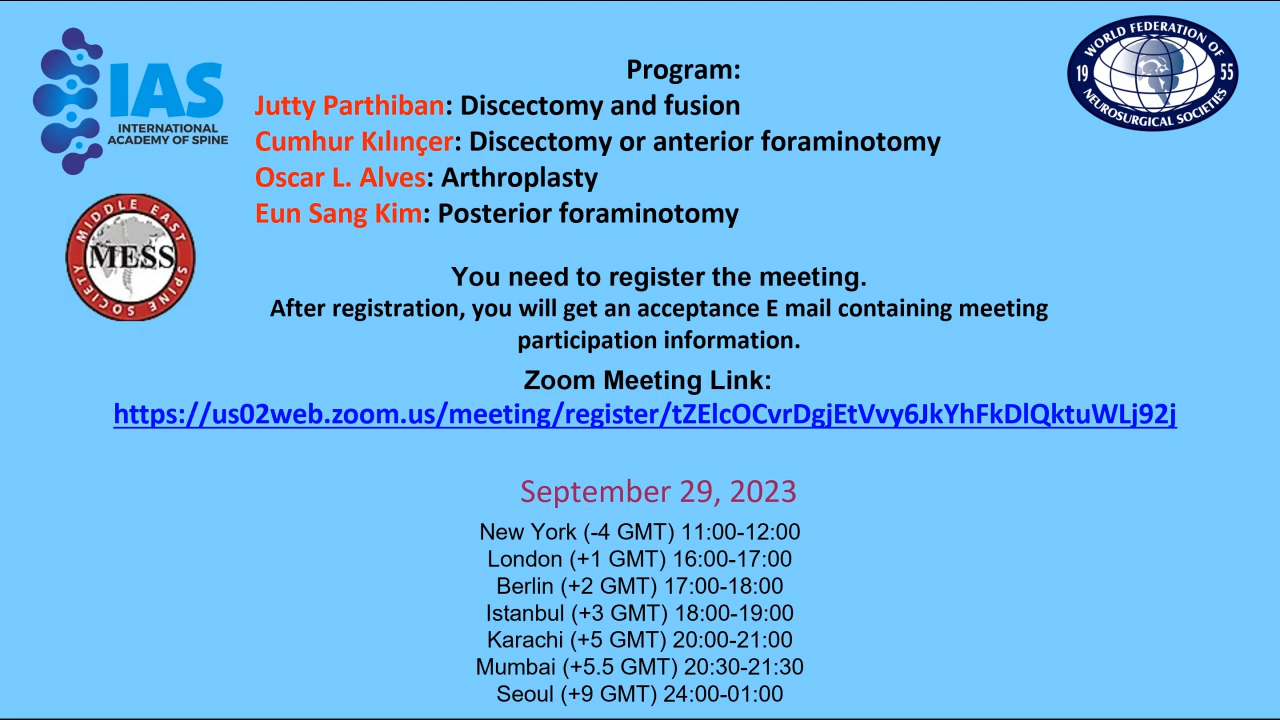 IAS
INTERNATIONAL
ACADEMY OF SPINE
WORLD FEDERATION OF
19 55
NEUROSURGICAL SOCIETIES
MIDDLE EAST
MESS
SPINE SOCIETY
Program:
Jutty Parthiban: Discectomy and fusion
Cumhur Kılınçer: Discectomy or anterior foraminotomy
Oscar L. Alves: Arthroplasty
Eun Sang Kim: Posterior foraminotomy
You need to register the meeting.
After registration, you will get an acceptance E mail containing meeting
participation information.
Zoom Meeting Link:
https://us02web.zoom.us/meeting/register/tZElcOCvrDgjEtVvy6JkYhFkDlQktuWLj92j
September 29, 2023
New York (-4 GMT) 11:00-12:00
London (+1 GMT) 16:00-17:00
Berlin (+2 GMT) 17:00-18:00
Istanbul (+3 GMT) 18:00-19:00
Karachi (+5 GMT) 20:00-21:00
Mumbai (+5.5 GMT) 20:30-21:30
Seoul (+9 GMT) 24:00-01:00